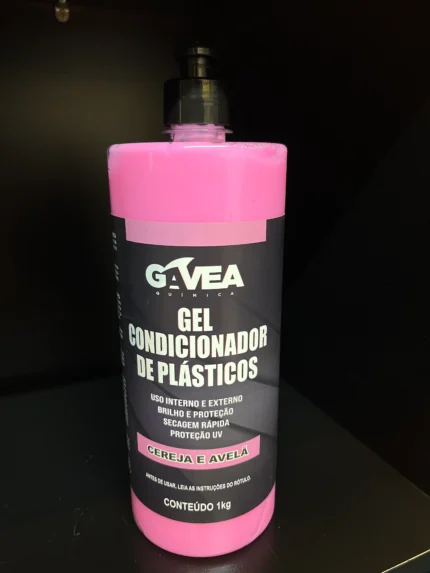 GAVEA
QUÍMICA
GEL
CONDICIONADOR
DE PLÁSTICOS
USO INTERNO E EXTERNO
BRILHO E PROTEÇÃO
SECAGEM RÁPIDA
PROTEÇÃO UV
CEREJA E AVELÃ
ANTES DE USAR, LEIA AS INSTRUÇÕES DO RÓTULO.
CONTEÚDO 1kg